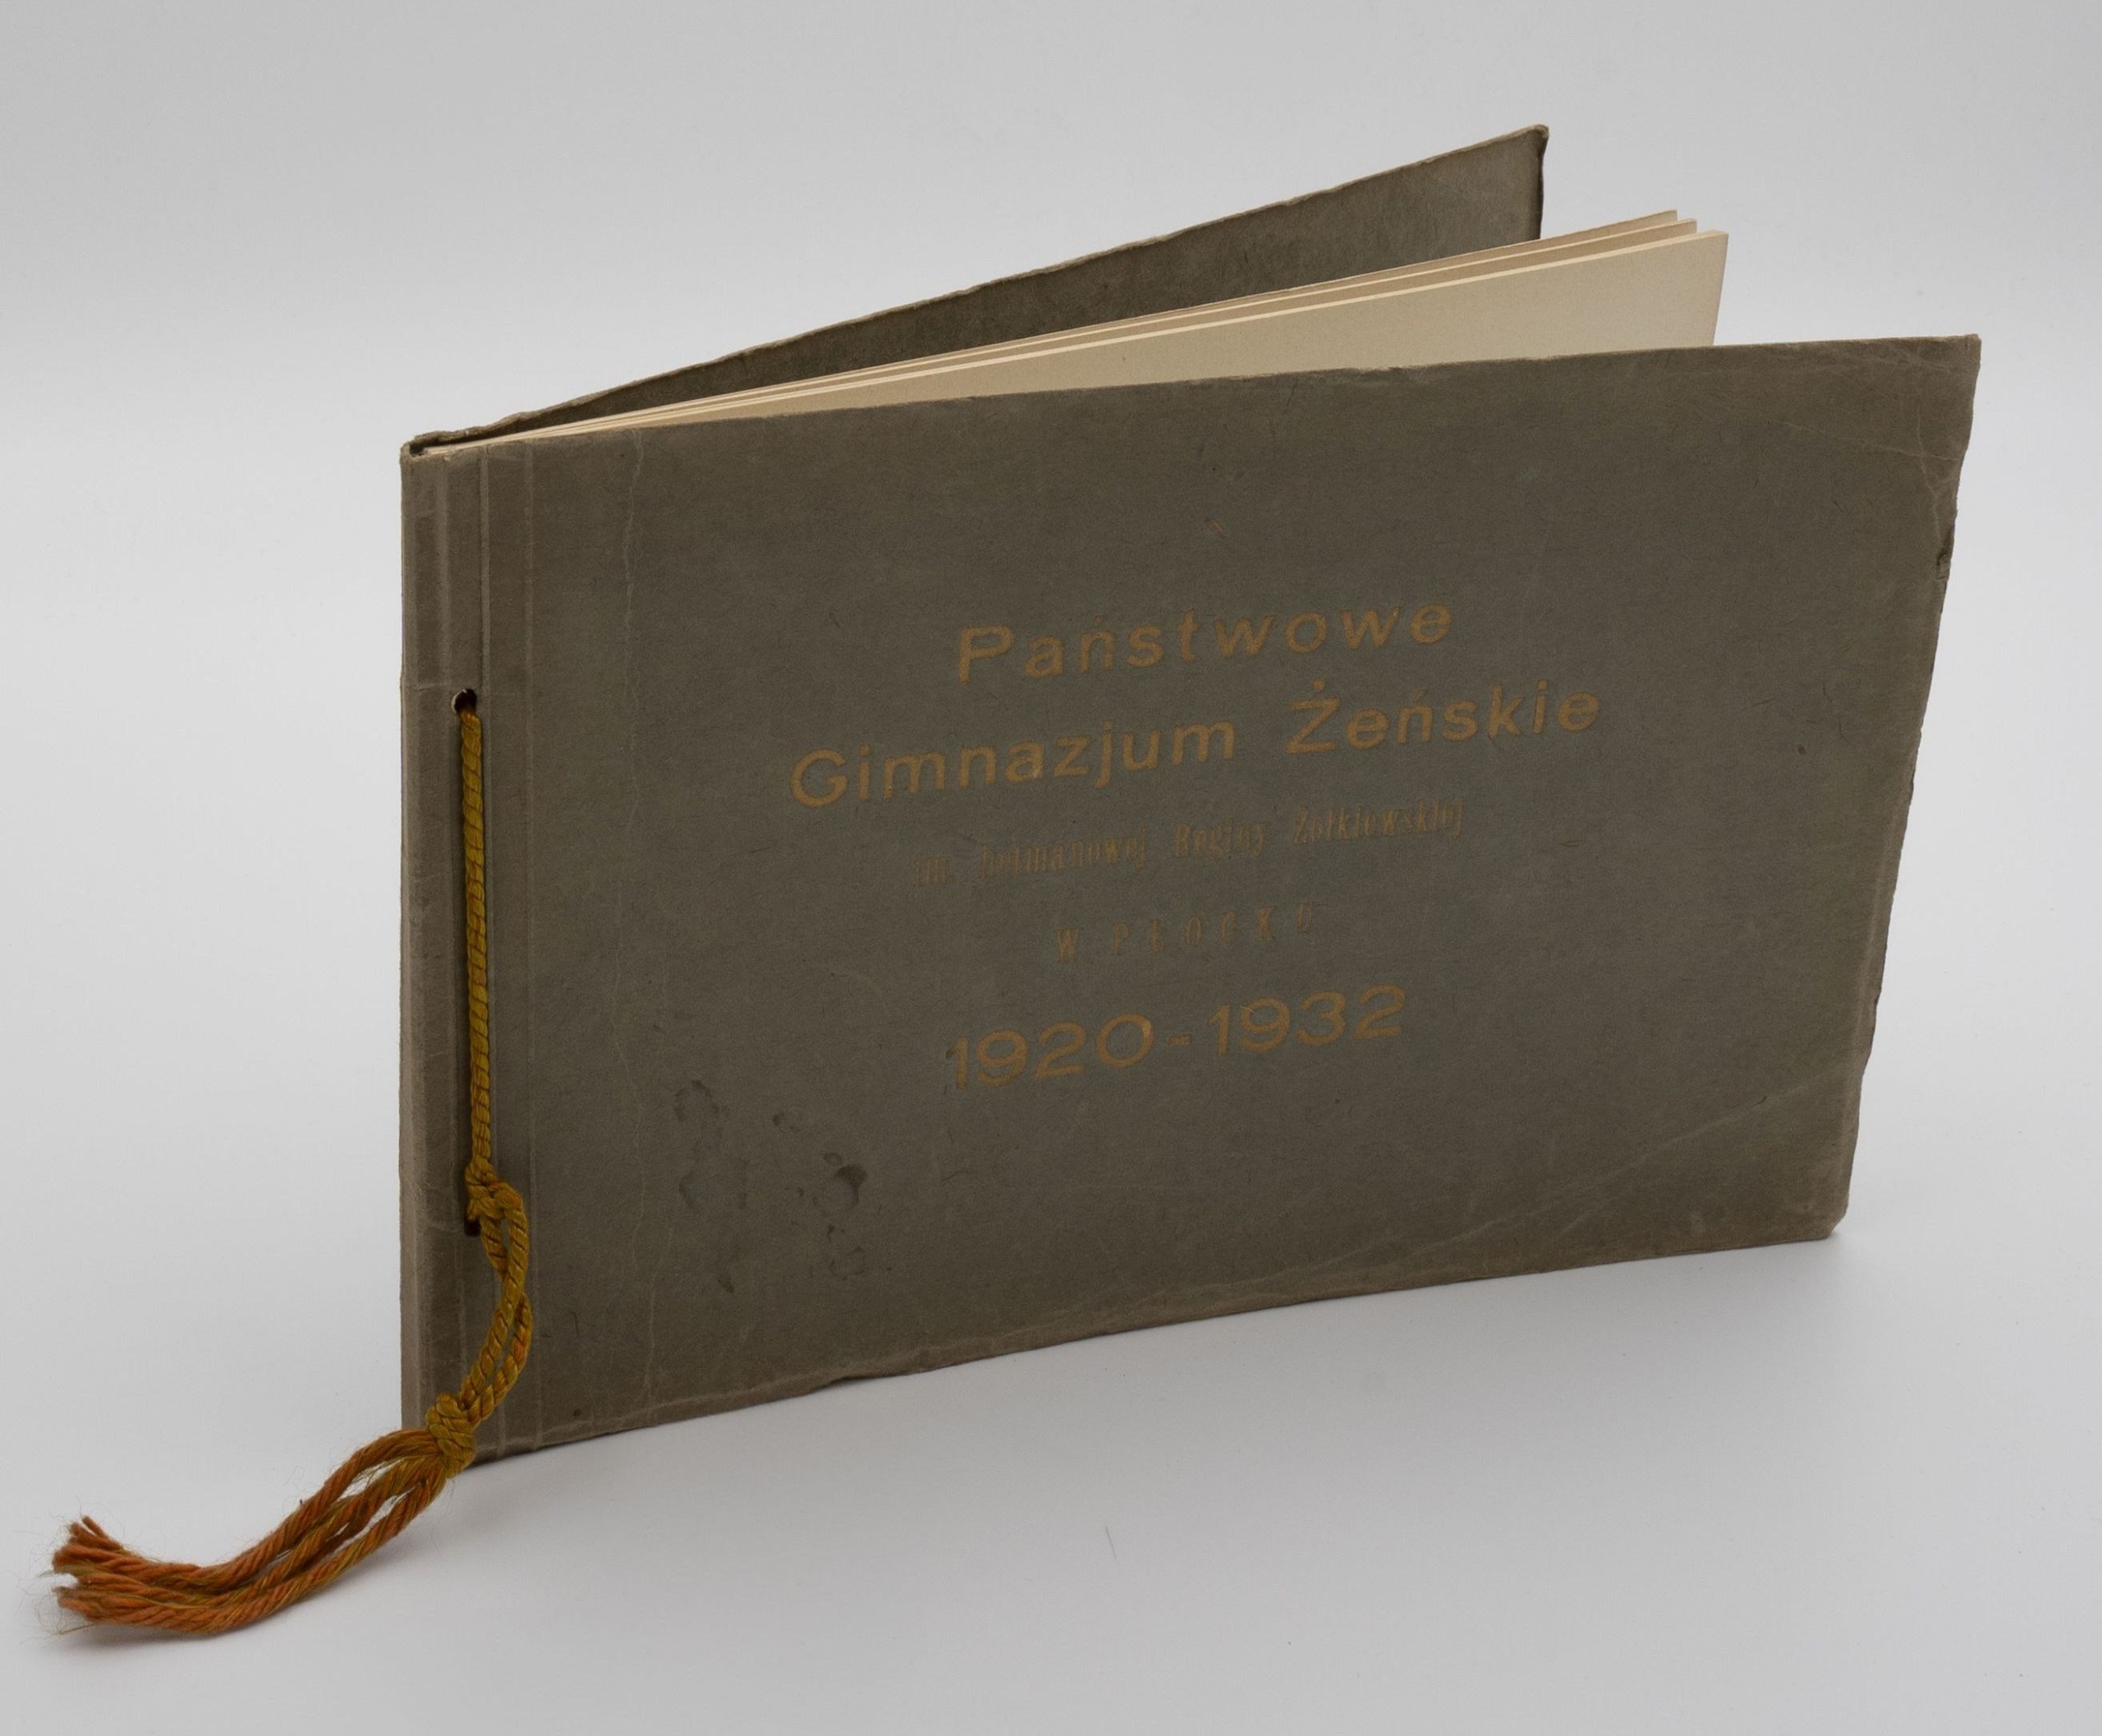 Państwowe
Gimnazjum Żeńskie
im. hetmanowej Reginy Żółkiewskiej
W PŁOCKU
1920-1932